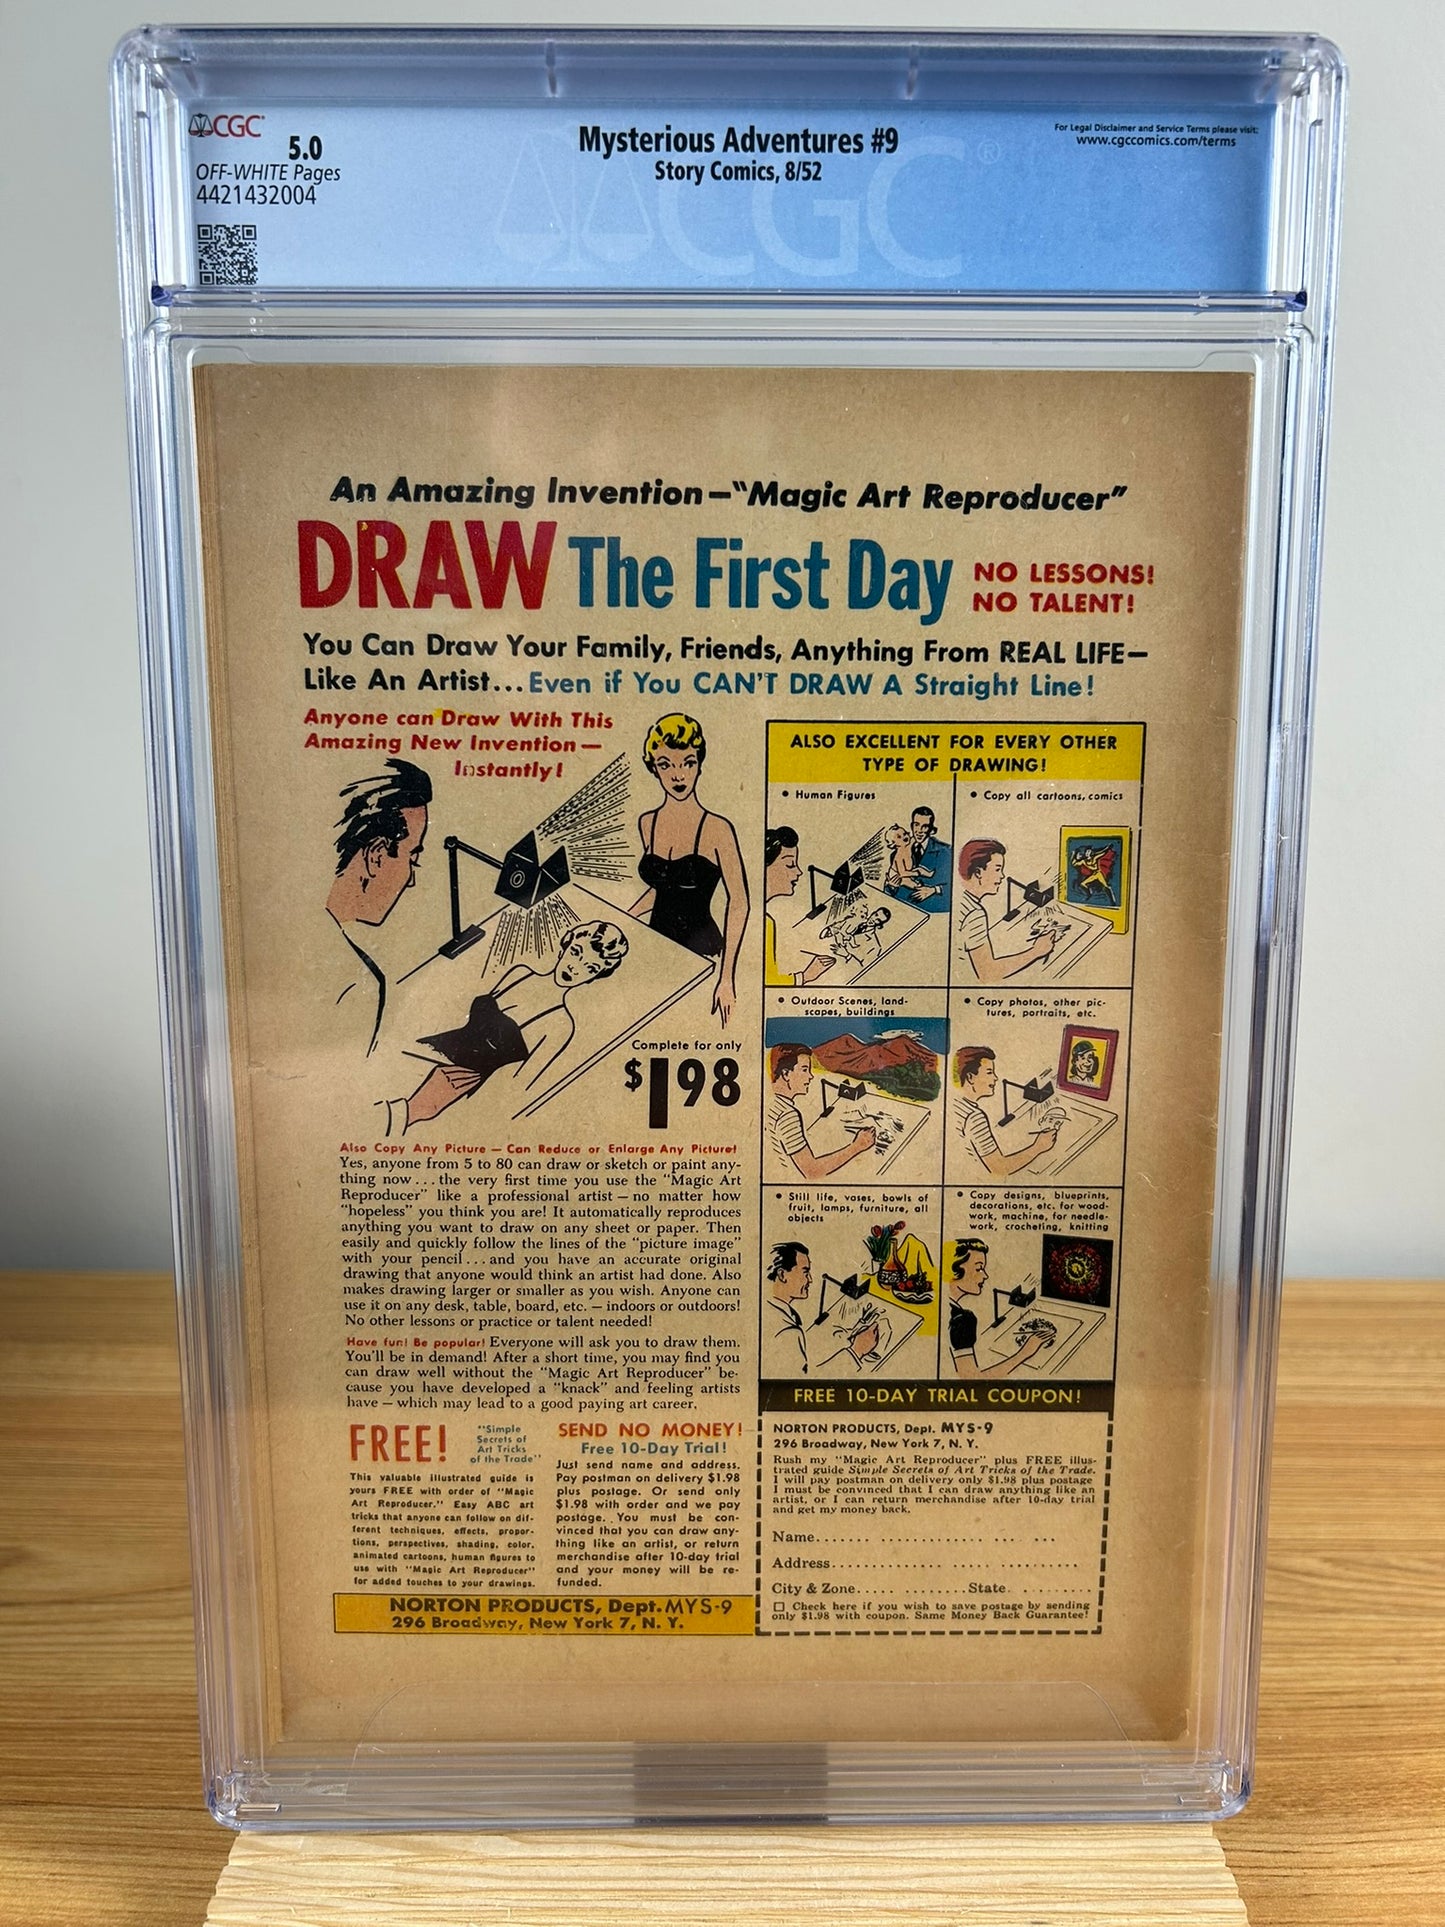 CGC
5.0
OFF-WHITE Pages
4421432004
Mysterious Adventures #9
Story Comics, 8/52
For Legal Disclaimer and Service Terms please visit:
www.cgccomics.com/terms
CGC
An Amazing Invention—"Magic Art Reproducer"
DRAW The First Day
NO LESSONS!
NO TALENT!
You Can Draw Your Family, Friends, Anything From REAL LIFE—
Like An Artist...Even if You CAN'T DRAW A Straight Line!
Anyone can Draw With This
Amazing New Invention—
Instantly!
Complete for only
$198
Also Copy Any Picture — Can Reduce or Enlarge Any Picture!
Yes, anyone from 5 to 80 can draw or sketch or paint any-
thing now...the very first time you use the "Magic Art
Reproducer" like a professional artist — no matter how
"hopeless" you think you are! It automatically reproduces
anything you want to draw on any sheet or paper. Then
easily and quickly follow the lines of the "picture image"
with your pencil...and you have an accurate original
drawing that anyone would think an artist had done. Also
makes drawing larger or smaller as you wish. Anyone can
use it on any desk, table, board, etc. — indoors or outdoors!
No other lessons or practice or talent needed!
Have fun! Be popular! Everyone will ask you to draw them.
You'll be in demand! After a short time, you may find you
can draw well without the "Magic Art Reproducer" be-
cause you have developed a "knack" and feeling artists
have — which may lead to a good paying art career.
FREE!
"Simple
Secrets of
Art Tricks
of the Trade"
This valuable illustrated guide is
yours FREE with order of "Magic
Art Reproducer." Easy ABC art
tricks that anyone can follow on dif-
ferent techniques, effects, propor-
tions, perspectives, shading, color,
animated cartoons, human figures to
use with "Magic Art Reproducer"
for added touches to your drawings.
SEND NO MONEY!
Free 10-Day Trial!
Just send name and address.
Pay postman on delivery $1.98
plus postage. Or send only
$1.98 with order and we pay
postage. You must be con-
vinced that you can draw any-
thing like an artist, or return
merchandise after 10-day trial
and your money will be re-
funded.
NORTON PRODUCTS, Dept. MYS-9
296 Broadway, New York 7, N. Y.
ALSO EXCELLENT FOR EVERY OTHER
TYPE OF DRAWING!
• Human Figures
• Copy all cartoons, comics
• Outdoor Scenes, land-
scapes, buildings
• Copy photos, other pic-
tures, portraits, etc.
• Still life, vases, bowls of
fruit, lamps, furniture, all
objects
• Copy designs, blueprints,
decorations, etc. for wood-
work, machine, for needle-
work, crocheting, knitting
FREE 10-DAY TRIAL COUPON!
NORTON PRODUCTS, Dept. MYS-9
296 Broadway, New York 7, N. Y.
Rush my "Magic Art Reproducer" plus FREE illus-
trated guide Simple Secrets of Art Tricks of the Trade.
I will pay postman on delivery only $1.98 plus postage
I must be convinced that I can draw anything like an
artist, or I can return merchandise after 10-day trial
and get my money back.
Name
Address
City & Zone State
☐ Check here if you wish to save postage by sending
only $1.98 with coupon. Same Money Back Guarantee!